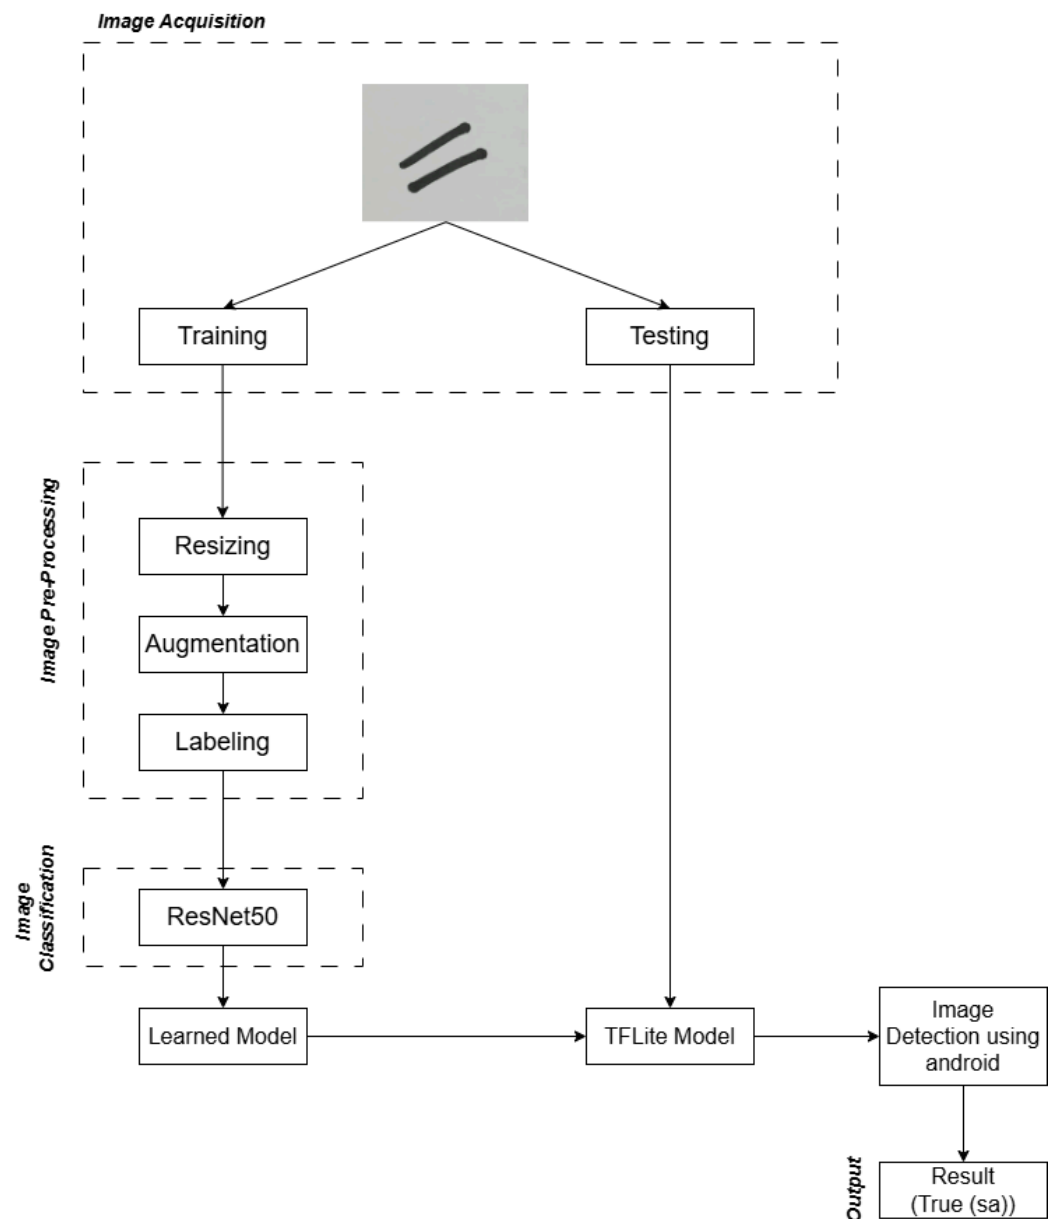 Image Acquisition
Training
Testing
Image Pre-Processing
Resizing
Augmentation
Labeling
Image
Classification
ResNet50
Learned Model
TFLite Model
Image
Detection using
android
Output
Result
(True (sa))